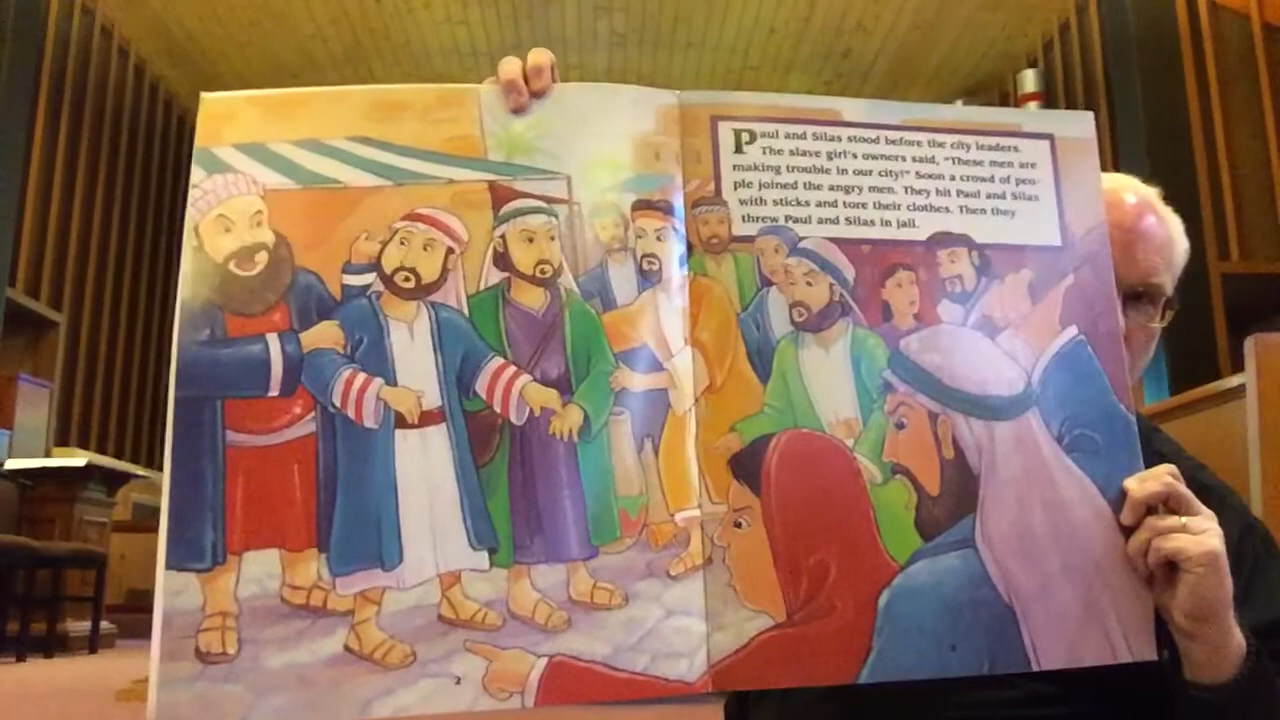 Paul and Silas stood before the city leaders.
The slave girl's owners said, "These men are
making trouble in our city!" Soon a crowd of peo-
ple joined the angry men. They hit Paul and Silas
with sticks and tore their clothes. Then they
threw Paul and Silas in jail.
2
3